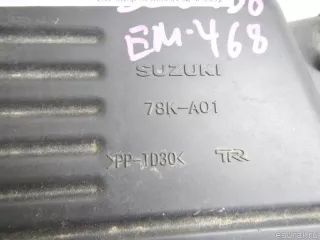 EM-468
SUZUKI
78K-A01
>PP-TD30<
TR